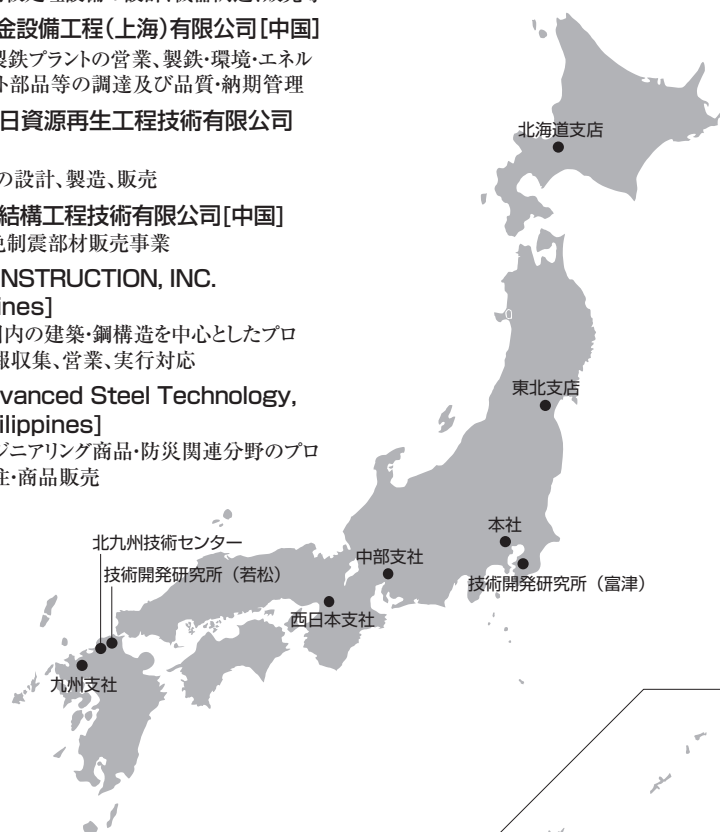 金設備工程（上海）有限公司[中国]
製鉄プラントの営業、製鉄・環境・エネル
ト部品等の調達及び品質・納期管理
日資源再生工程技術有限公司
の設計、製造、販売
結構工程技術有限公司[中国]
色制震部材販売事業
NSTRUCTION, INC.
ines]
国内の建築・鋼構造を中心としたプロ
報収集、営業、実行対応
vanced Steel Technology,
ilippines]
ジニアリング商品・防災関連分野のプロ
注・商品販売
北海道支店
東北支店
本社
技術開発研究所（富津）
中部支社
西日本支社
北九州技術センター
技術開発研究所（若松）
九州支社